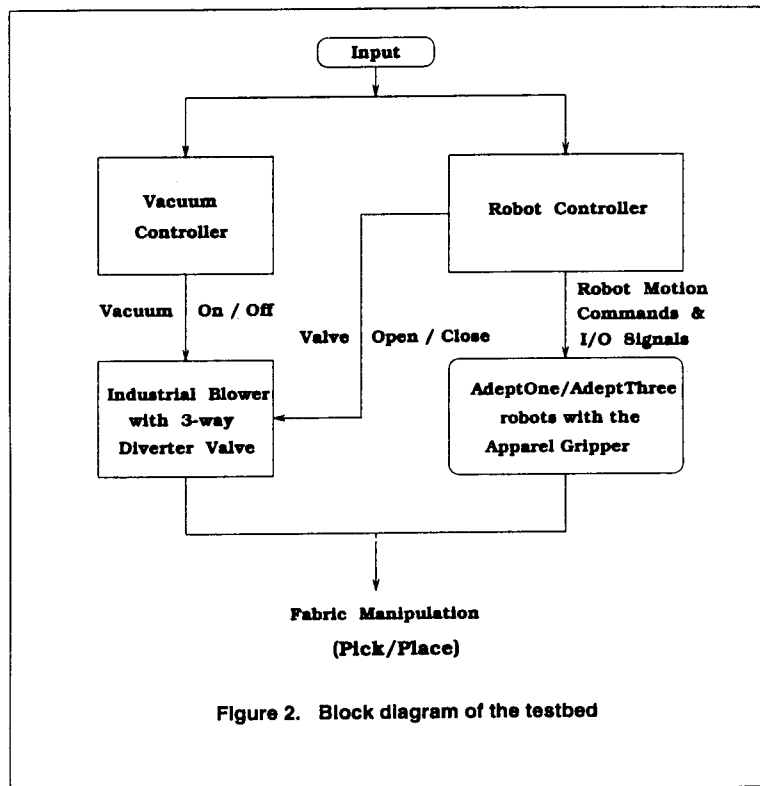 Input
Vacuum
Controller
Robot Controller
Vacuum On / Off
Valve Open / Close
Robot Motion
Commands &
I/O Signals
Industrial Blower
with 3-way
Diverter Valve
AdeptOne/AdeptThree
robots with the
Apparel Gripper
Fabric Manipulation
(Pick/Place)
Figure 2. Block diagram of the testbed